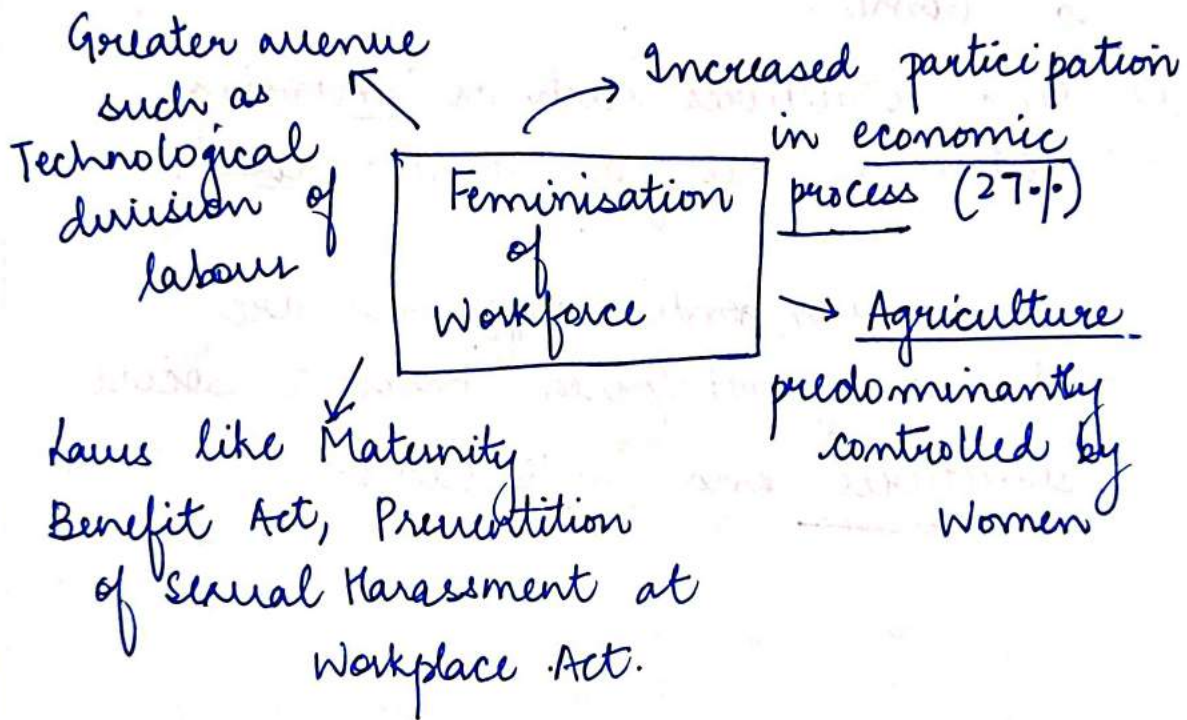 Greater avenue
such as
Technological
division of
labour
Increased participation
in economic
process (27%)
Feminisation
of
Workforce
Agriculture
predominantly
controlled by
Women
Laws like Maternity
Benefit Act, Preventition
of Sexual Harassment at
Workplace Act.